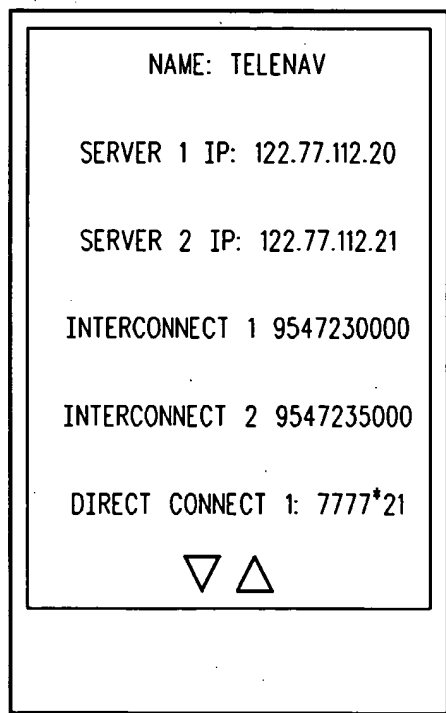 NAME: TELENAV
SERVER 1 IP: 122.77.112.20
SERVER 2 IP: 122.77.112.21
INTERCONNECT 1 9547230000
INTERCONNECT 2 9547235000
DIRECT CONNECT 1: 7777*21